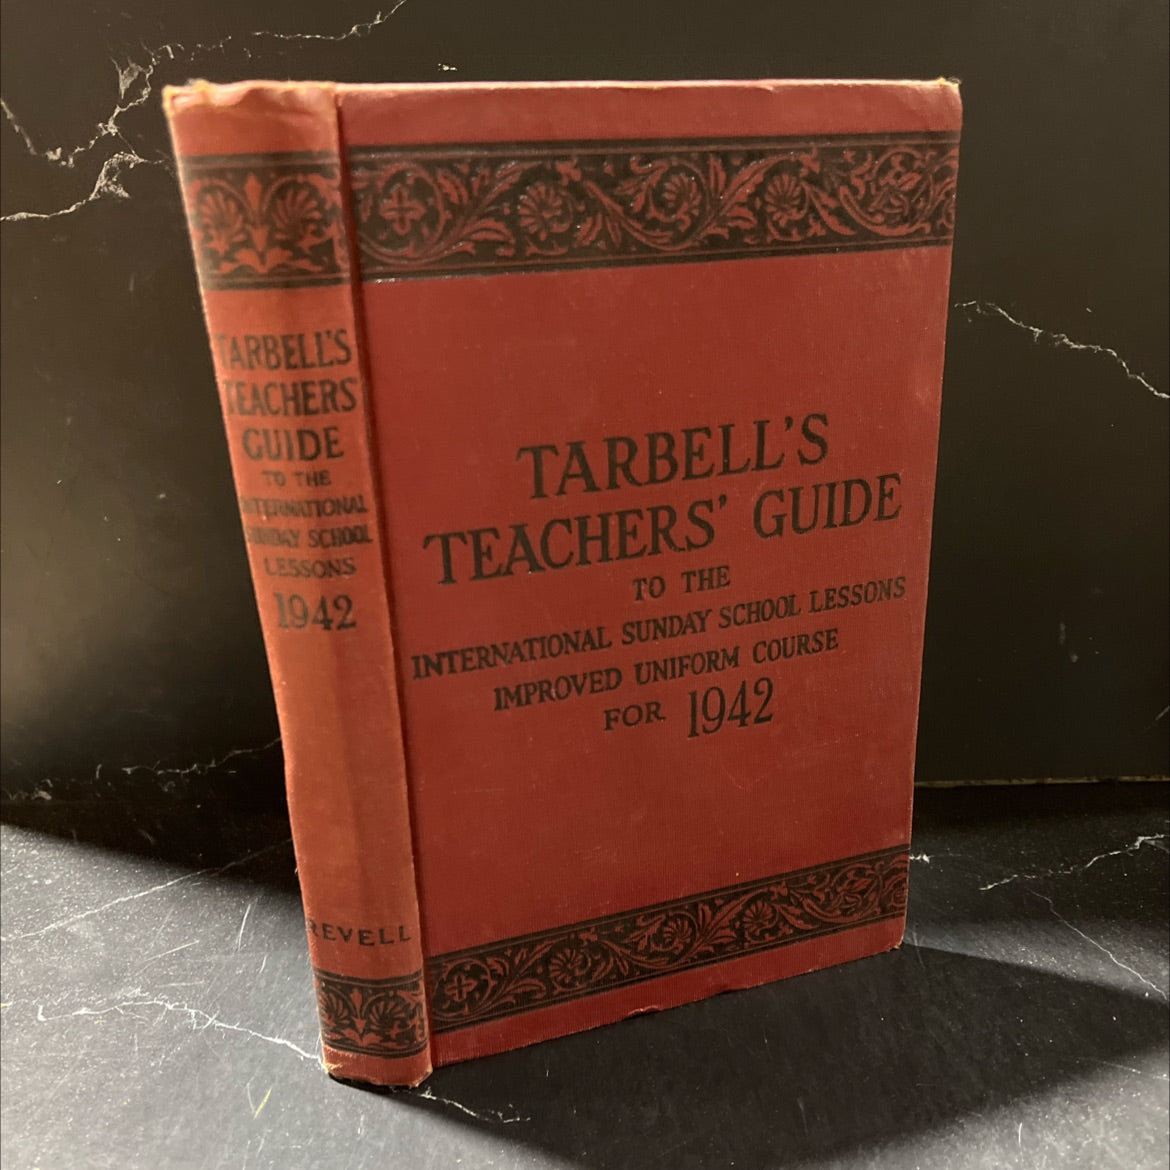 TARBELL'S
TEACHERS
GUIDE
TO THE
INTERNATIONAL
SUNDAY SCHOOL
LESSONS
1942
REVELL
TARBELL'S
TEACHERS' GUIDE
TO THE
INTERNATIONAL SUNDAY SCHOOL LESSONS
IMPROVED UNIFORM COURSE
FOR 1942